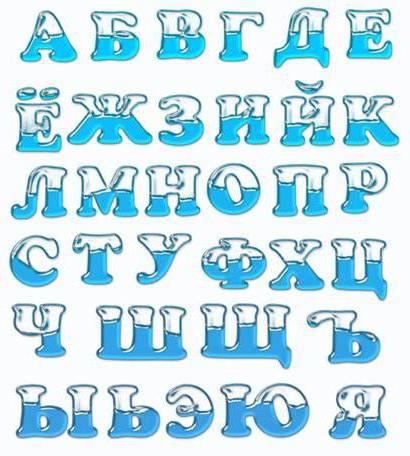 А Б В Г Д Е
Ё Ж З И Й К
Л М Н О П Р
С Т У Ф Х Ц
Ч Ш Щ Ъ
Ы Ь Э Ю Я